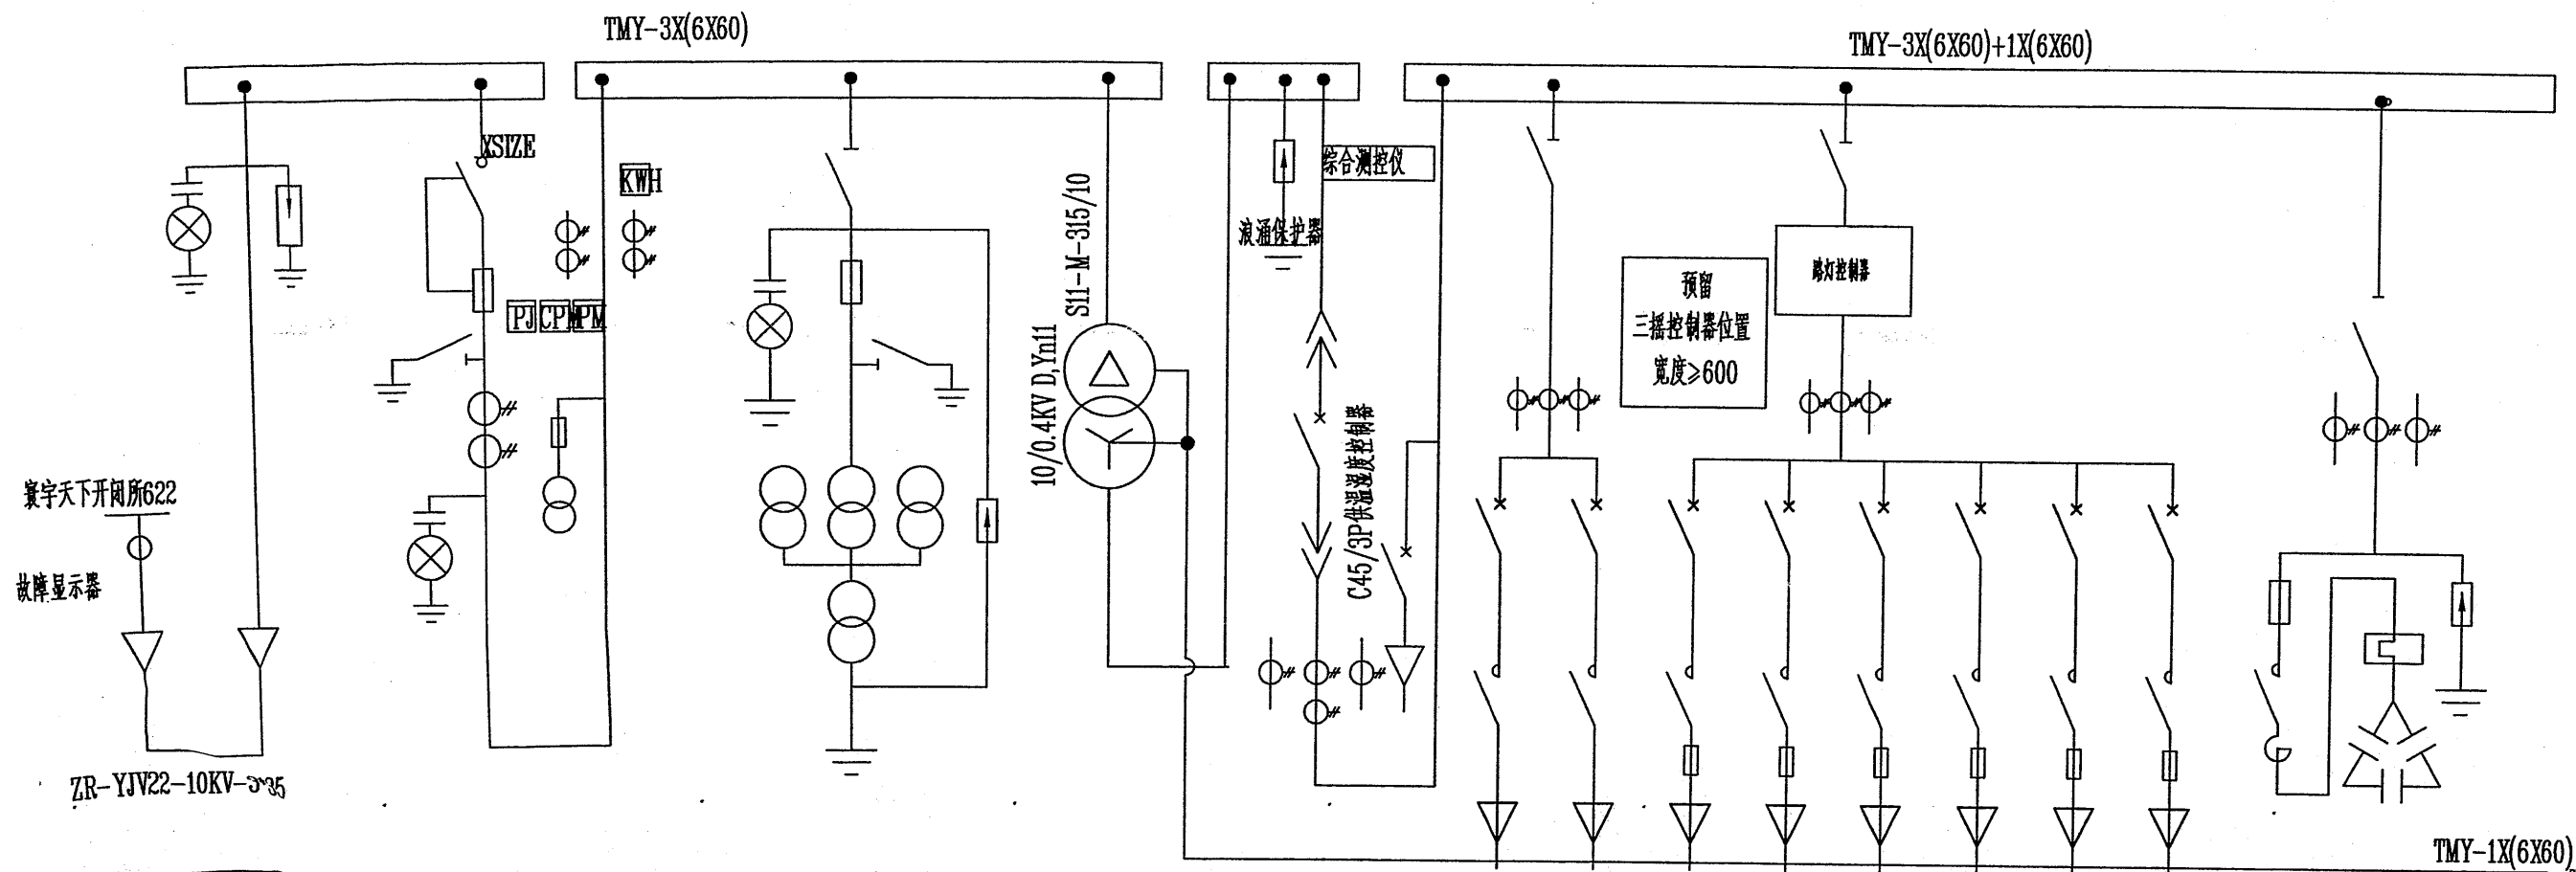 TMY-3X(6X60)
TMY-3X(6X60)+1X(6X60)
XSIZE
KWH
综合测控仪
浪涌保护器
S11-M-315/10
10/0.4KV D,Yn11
路灯控制器
预留
三摇控制器位置
宽度≥600
PJ
PM
C45/3P供温湿度控制器
寰宇天下开闭所622
故障显示器
ZR-YJV22-10KV-3*35
TMY-1X(6X60)